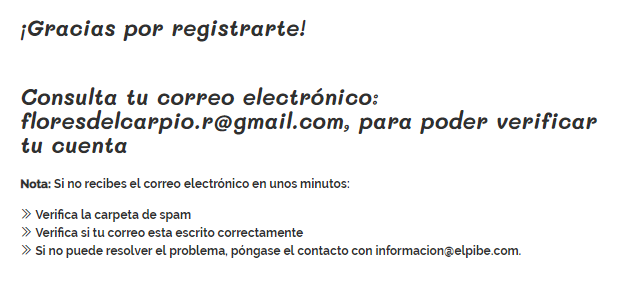 ¡Gracias por registrarte!
Consulta tu correo electrónico:
floresdelcarpio.r@gmail.com, para poder verificar
tu cuenta
Nota: Si no recibes el correo electrónico en unos minutos:
Verifica la carpeta de spam
Verifica si tu correo esta escrito correctamente
Si no puede resolver el problema, póngase el contacto con informacion@elpibe.com.